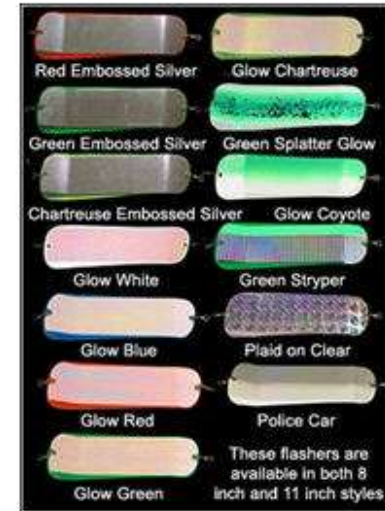 Red Embossed Silver
Glow Chartreuse
Green Embossed Silver
Green Splatter Glow
Chartreuse Embossed Silver
Glow Coyote
Glow White
Green Stryper
Glow Blue
Plaid on Clear
Glow Red
Police Car
Glow Green
These flashers are
available in both 8
inch and 11 inch styles